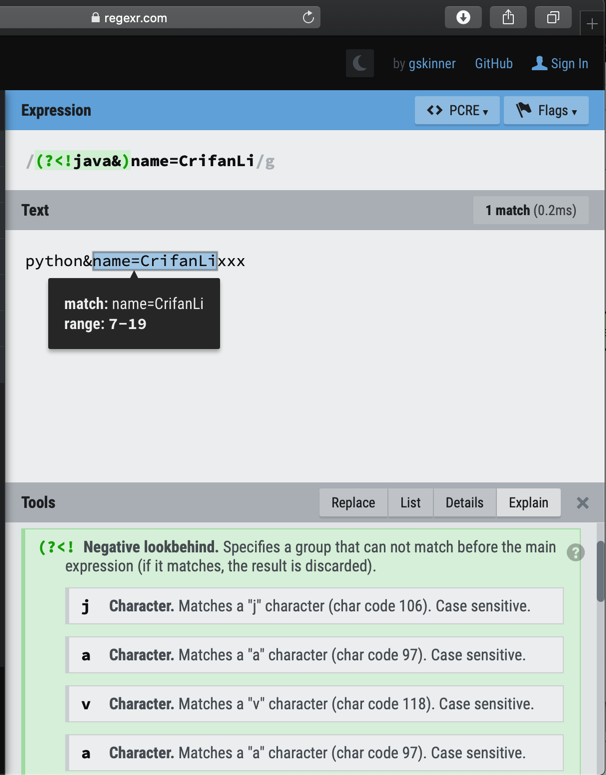 regexr.com
by gskinner GitHub Sign In
Expression <> PCRE ▾ Flags ▾
/(?<!java&)name=CrifanLi/g
Text 1 match (0.2ms)
python&name=CrifanLixxx
match: name=CrifanLi
range: 7-19
Tools Replace List Details Explain
(?<! Negative lookbehind. Specifies a group that can not match before the main ?
expression (if it matches, the result is discarded).
j Character. Matches a "j" character (char code 106). Case sensitive.
a Character. Matches a "a" character (char code 97). Case sensitive.
v Character. Matches a "v" character (char code 118). Case sensitive.
a Character. Matches a "a" character (char code 97). Case sensitive.